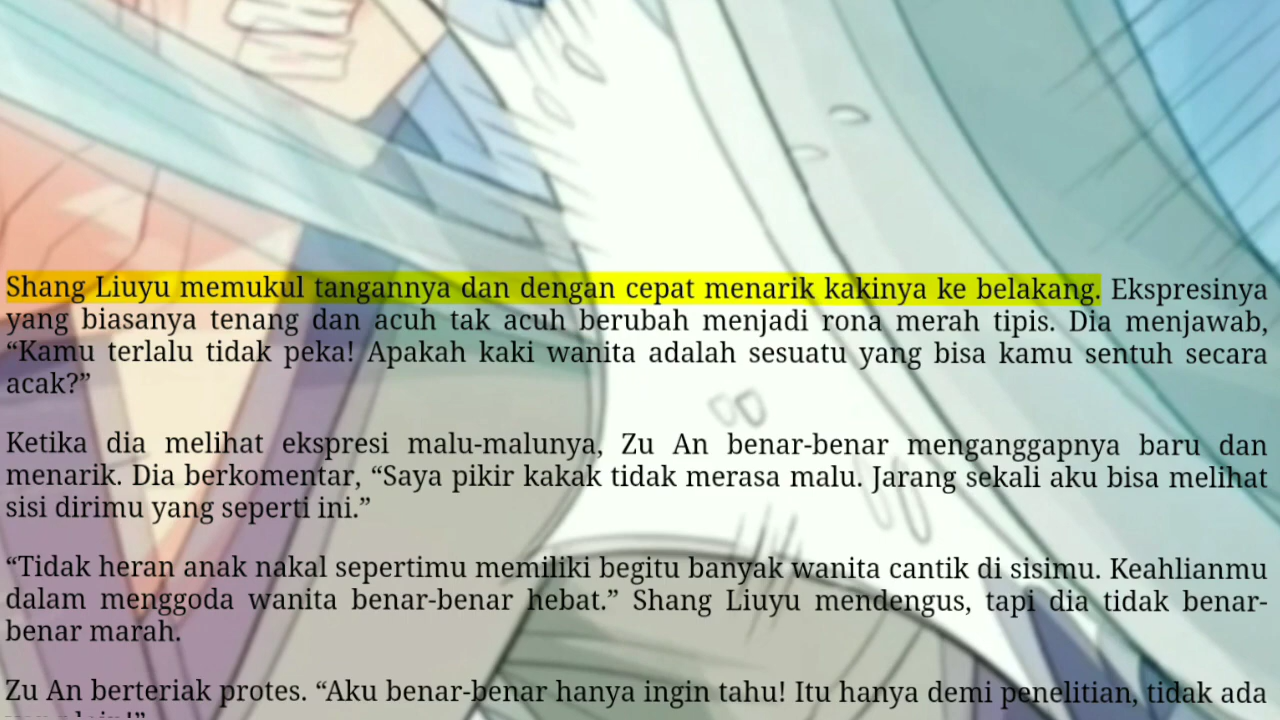 Shang Liuyu memukul tangannya dan dengan cepat menarik kakinya ke belakang. Ekspresinya
yang biasanya tenang dan acuh tak acuh berubah menjadi rona merah tipis. Dia menjawab,
“Kamu terlalu tidak peka! Apakah kaki wanita adalah sesuatu yang bisa kamu sentuh secara
acak?”
Ketika dia melihat ekspresi malu-malunya, Zu An benar-benar menganggapnya baru dan
menarik. Dia berkomentar, “Saya pikir kakak tidak merasa malu. Jarang sekali aku bisa melihat
sisi dirimu yang seperti ini.”
“Tidak heran anak nakal sepertimu memiliki begitu banyak wanita cantik di sisimu. Keahlianmu
dalam menggoda wanita benar-benar hebat.” Shang Liuyu mendengus, tapi dia tidak benar-
benar marah.
Zu An berteriak protes. “Aku benar-benar hanya ingin tahu! Itu hanya demi penelitian, tidak ada